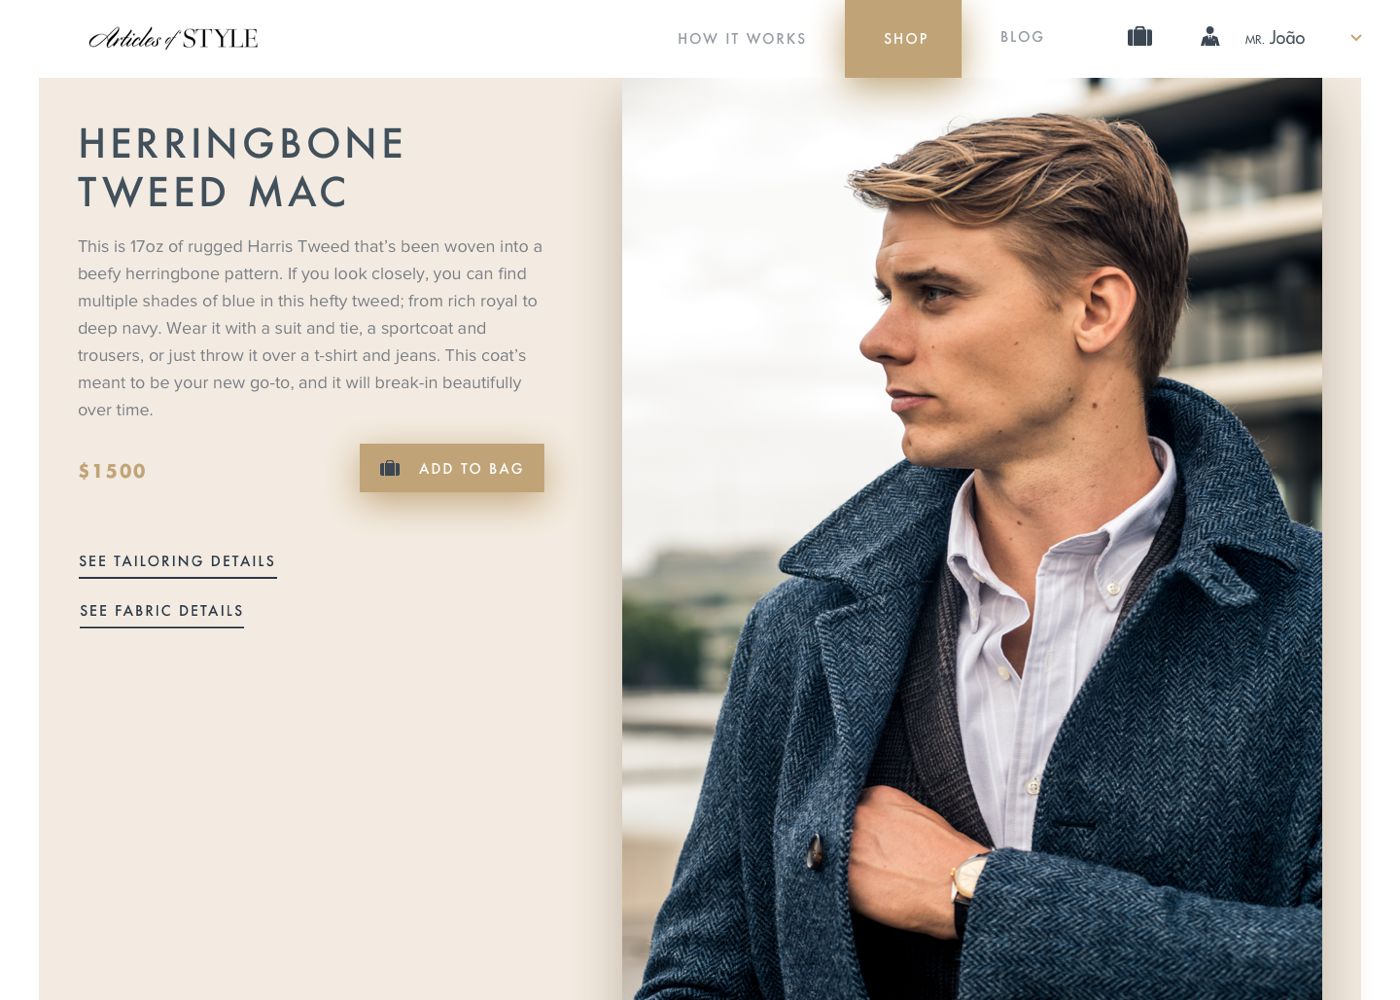 Articles of STYLE
HOW IT WORKS
SHOP
BLOG
MR. João
HERRINGBONE
TWEED MAC
This is 17oz of rugged Harris Tweed that’s been woven into a
beefy herringbone pattern. If you look closely, you can find
multiple shades of blue in this hefty tweed; from rich royal to
deep navy. Wear it with a suit and tie, a sportcoat and
trousers, or just throw it over a t-shirt and jeans. This coat’s
meant to be your new go-to, and it will break-in beautifully
over time.
$1500
ADD TO BAG
SEE TAILORING DETAILS
SEE FABRIC DETAILS